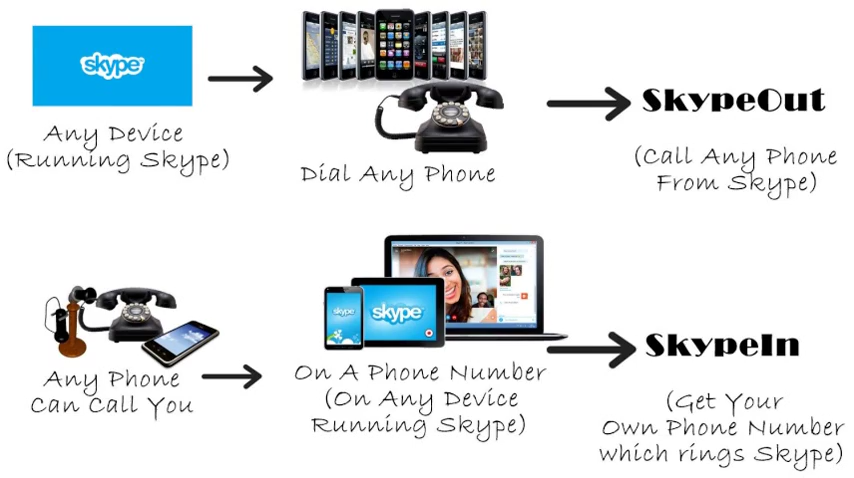 skype
Any Device
(Running Skype)
Dial Any Phone
SkypeOut
(Call Any Phone
From Skype)
Any Phone
Can Call You
skype
skype
On A Phone Number
(On Any Device
Running Skype)
SkypeIn
(Get Your
Own Phone Number
which rings Skype)